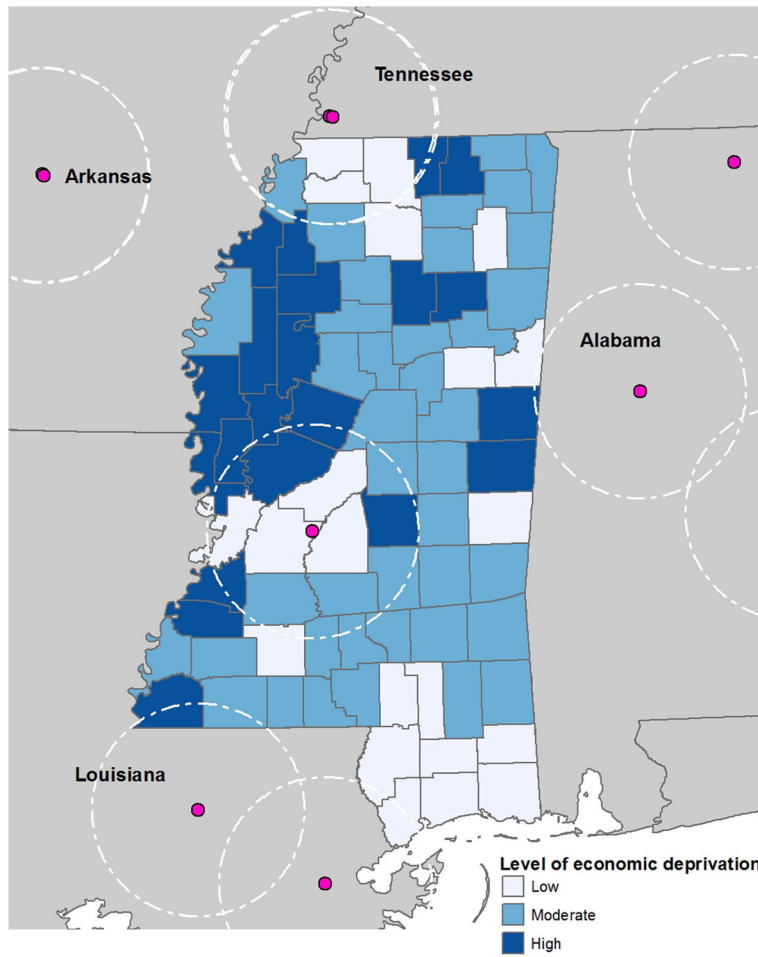 Tennessee
Arkansas
Alabama
Louisiana
Level of economic deprivation
Low
Moderate
High